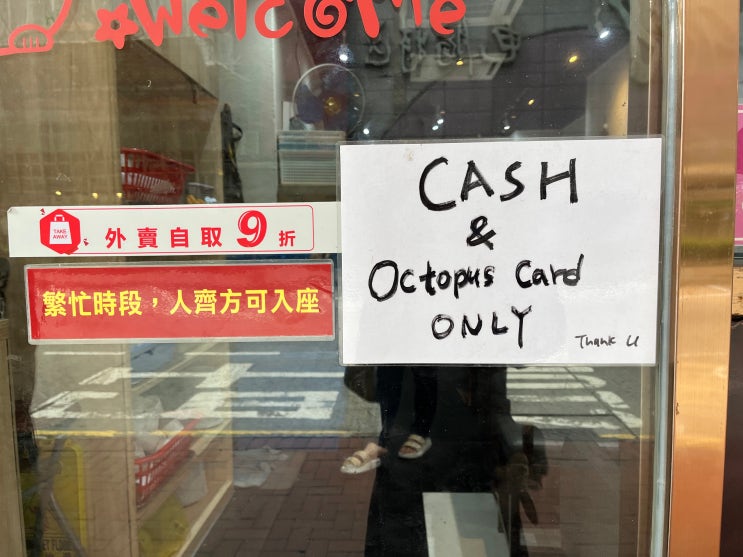 Welcome
CASH
&
Octopus Card
ONLY
Thank U
TAKE
AWAY
外賣自取9折
繁忙時段，人齊方可入座